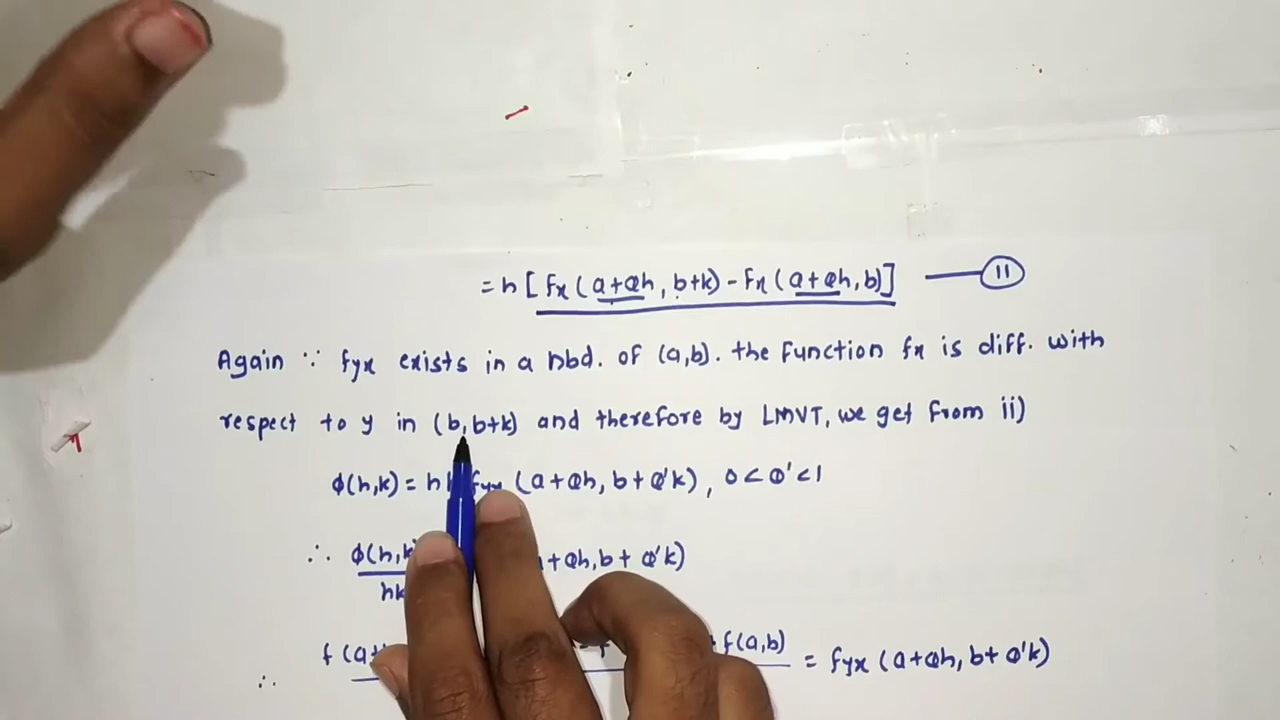 = h [ fx ( a+θh , b+k) - fx ( a+θh, b) ] —— 11
Again ∵ fyx exists in a nbd. of (a,b). the function fx is diff. with
respect to y in (b,b+k) and therefore by LMVT, we get from ii)
φ(h,k) = h fyx (a+θh, b+θ'k) , 0<θ'<1
∴ φ(h,k +θh, b+ θ'k)
hk
∴ f(a+ f(a,b) = fyx (a+θh, b+ θ'k)